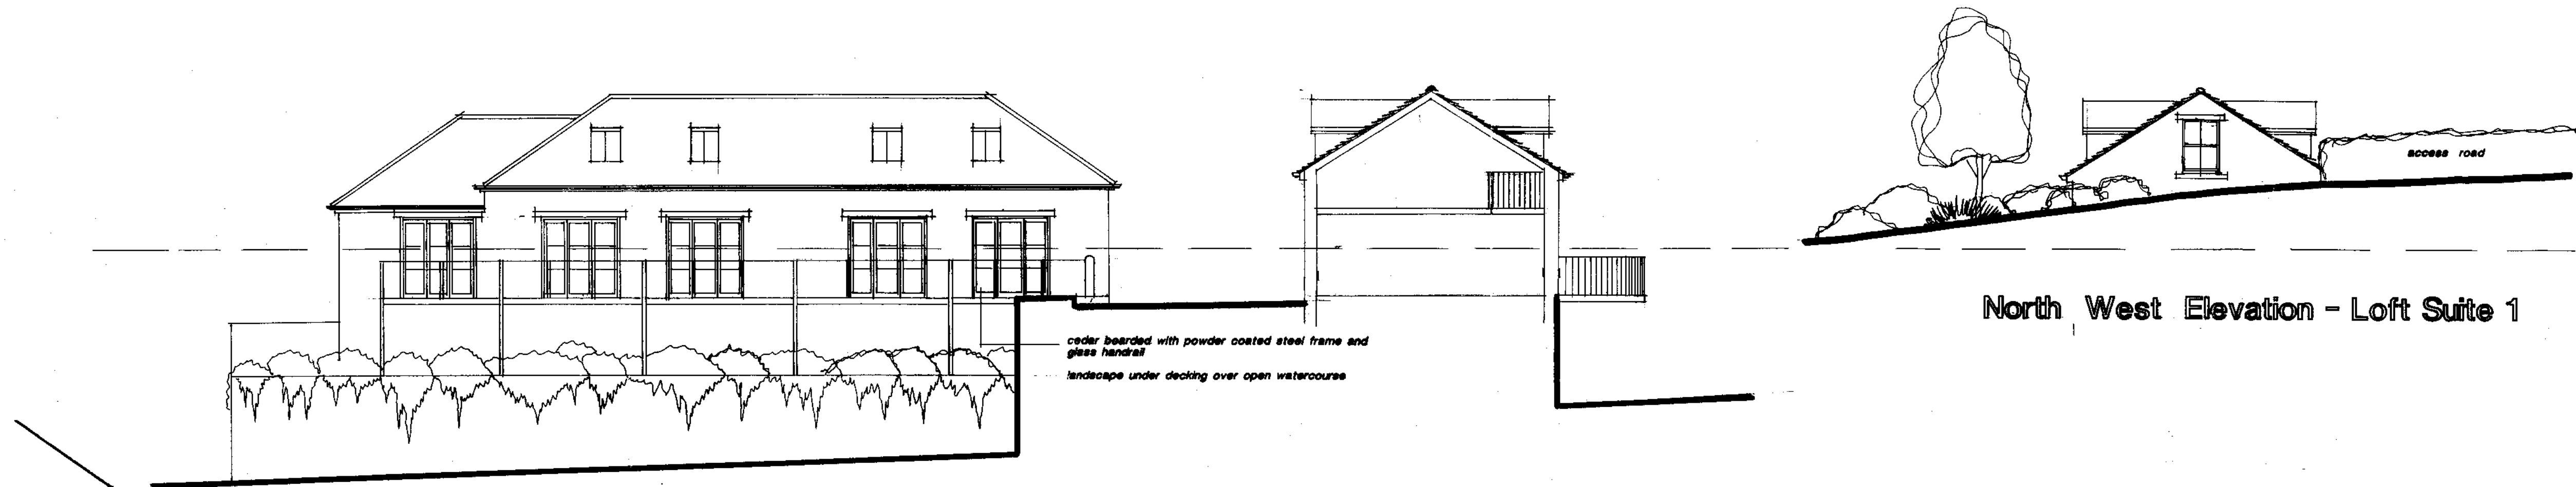 access road
North West Elevation - Loft Suite 1
cedar boarded with powder coated steel frame and
glass handrail
landscape under decking over open watercourse